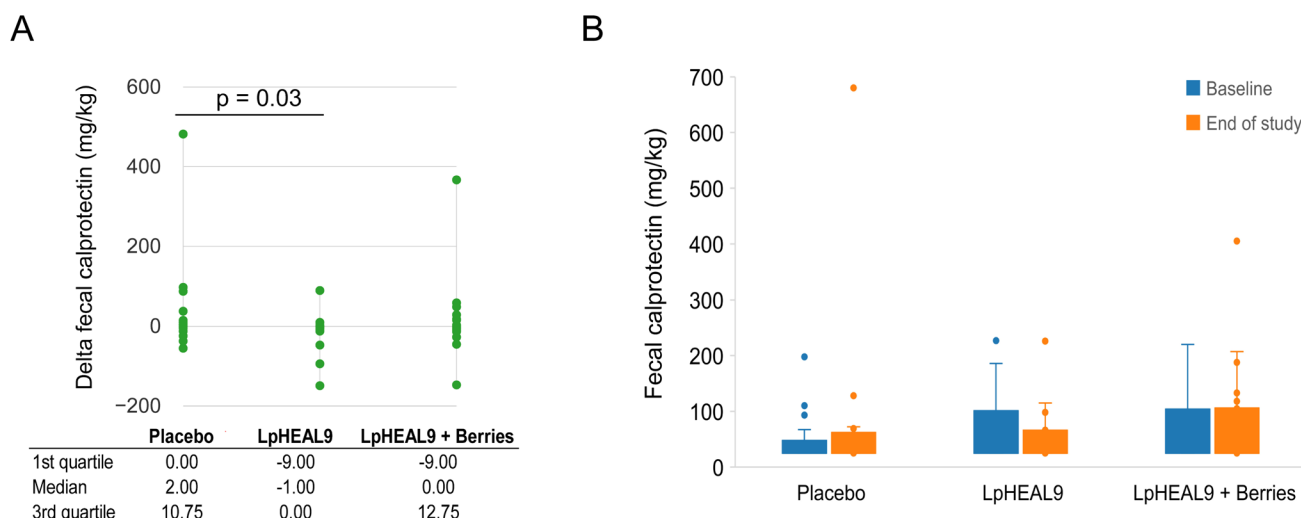 A
Delta fecal calprotectin (mg/kg)
600
400
200
0
−200
p = 0.03
Placebo LpHEAL9 LpHEAL9 + Berries
1st quartile 0.00 -9.00 -9.00
Median 2.00 -1.00 0.00
3rd quartile 10.75 0.00 12.75
B
Fecal calprotectin (mg/kg)
700
600
500
400
300
200
100
0
Baseline
End of study
Placebo LpHEAL9 LpHEAL9 + Berries